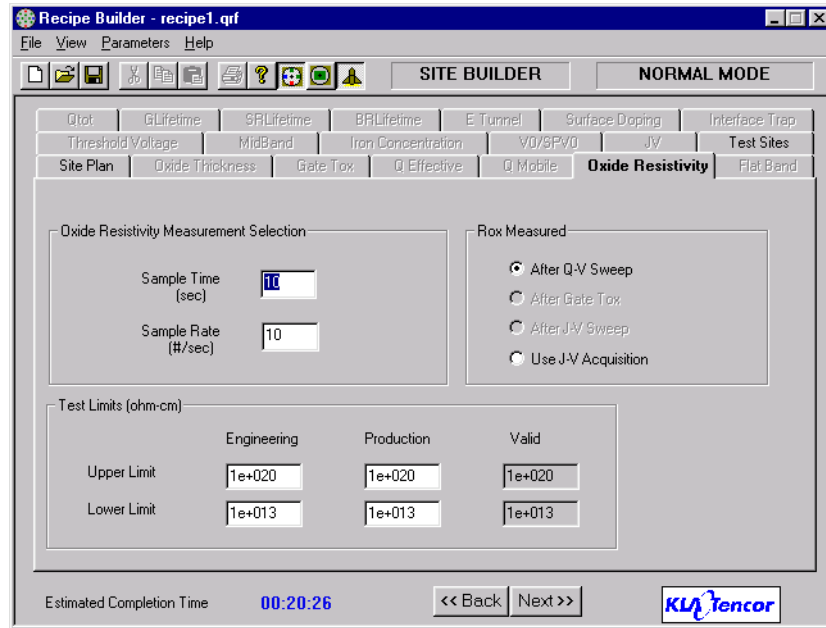 Recipe Builder - recipe1.qrf
File View Parameters Help
SITE BUILDER NORMAL MODE
Qtot GLifetime SRLifetime BRLifetime E Tunnel Surface Doping Interface Trap
Threshold Voltage MidBand Iron Concentration V0/SPV0 JV Test Sites
Site Plan Oxide Thickness Gate Tox Q Effective Q Mobile Oxide Resistivity Flat Band
Oxide Resistivity Measurement Selection
Sample Time
(sec)
10
Sample Rate
(#/sec)
10
Rox Measured
After Q-V Sweep
After Gate Tox
After J-V Sweep
Use J-V Acquisition
Test Limits (ohm-cm)
Engineering Production Valid
Upper Limit 1e+020 1e+020 1e+020
Lower Limit 1e+013 1e+013 1e+013
Estimated Completion Time 00:20:26 << Back Next >> KLA Tencor